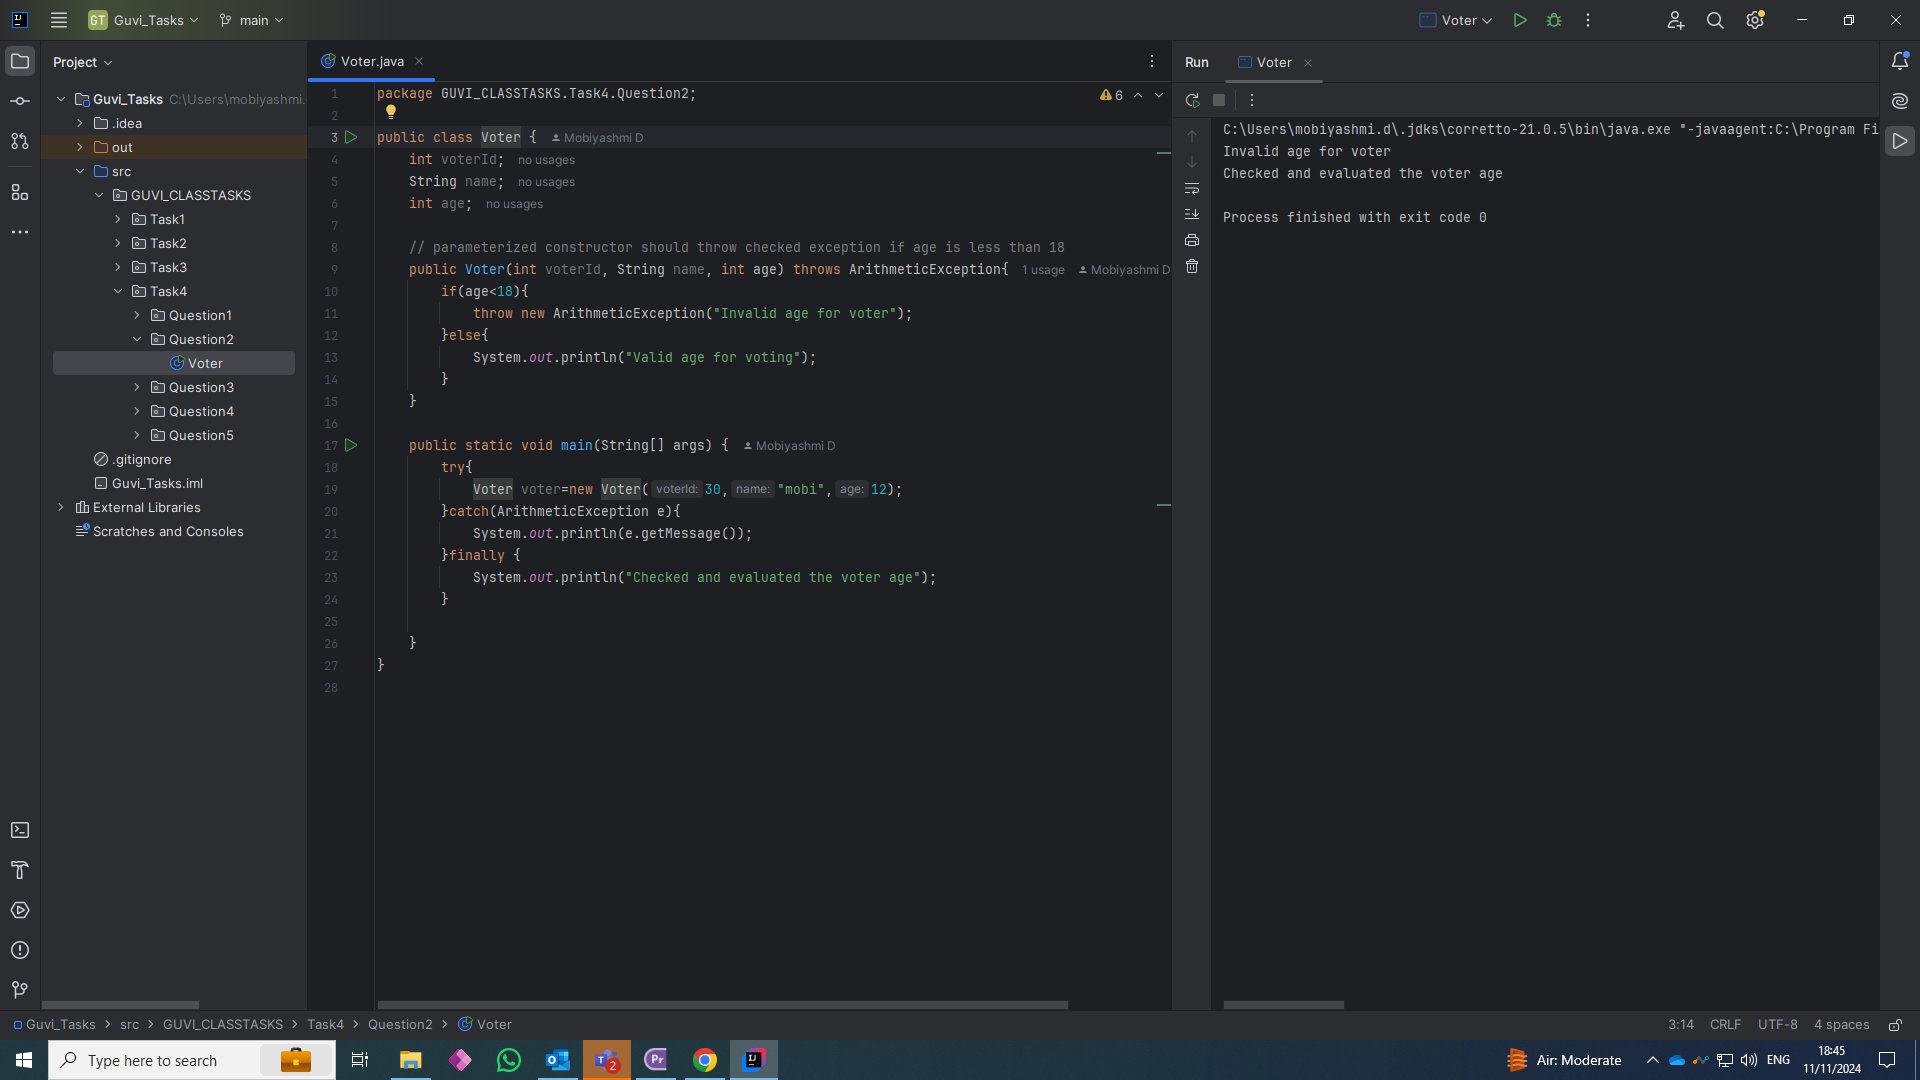 GT Guvi_Tasks main Voter
Project
Guvi_Tasks C:\Users\mobiyashmi.
.idea
out
src
GUVI_CLASSTASKS
Task1
Task2
Task3
Task4
Question1
Question2
Voter
Question3
Question4
Question5
.gitignore
Guvi_Tasks.iml
External Libraries
Scratches and Consoles
Voter.java
6
1 package GUVI_CLASSTASKS.Task4.Question2;
2
3 public class Voter { Mobiyashmi D
4 int voterId; no usages
5 String name; no usages
6 int age; no usages
7
8 // parameterized constructor should throw checked exception if age is less than 18
9 public Voter(int voterId, String name, int age) throws ArithmeticException{ 1 usage Mobiyashmi D
10 if(age<18){
11 throw new ArithmeticException("Invalid age for voter");
12 }else{
13 System.out.println("Valid age for voting");
14 }
15 }
16
17 public static void main(String[] args) { Mobiyashmi D
18 try{
19 Voter voter=new Voter( voterId: 30, name: "mobi", age: 12);
20 }catch(ArithmeticException e){
21 System.out.println(e.getMessage());
22 }finally {
23 System.out.println("Checked and evaluated the voter age");
24 }
25
26 }
27 }
28
Run Voter
C:\Users\mobiyashmi.d\.jdks\corretto-21.0.5\bin\java.exe "-javaagent:C:\Program Fi
Invalid age for voter
Checked and evaluated the voter age
Process finished with exit code 0
Guvi_Tasks > src > GUVI_CLASSTASKS > Task4 > Question2 > Voter
3:14 CRLF UTF-8 4 spaces
Type here to search
2
Pr
IJ
Air: Moderate
ENG
18:45
11/11/2024